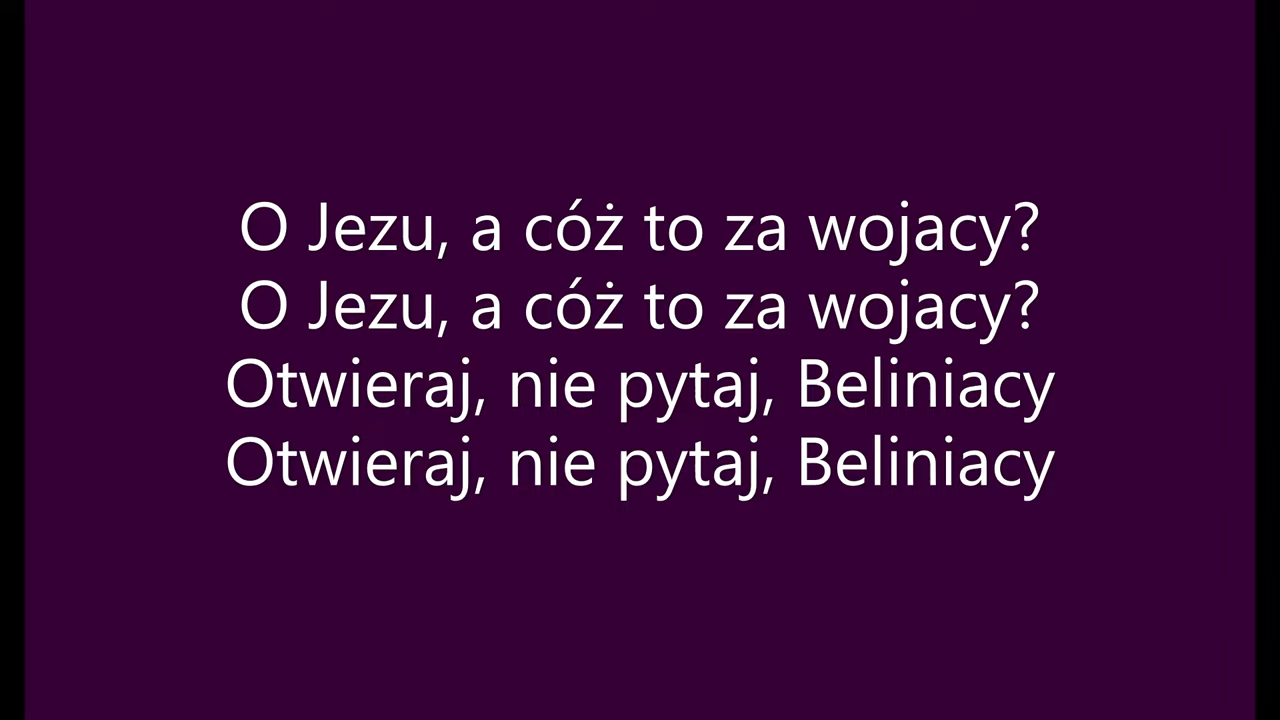 O Jezu, a cóż to za wojacy?
O Jezu, a cóż to za wojacy?
Otwieraj, nie pytaj, Beliniacy
Otwieraj, nie pytaj, Beliniacy